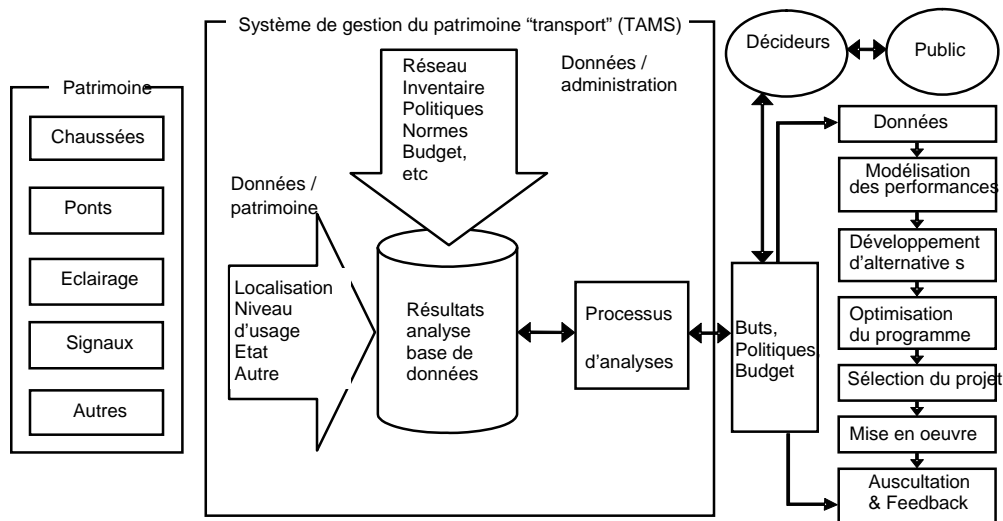 Patrimoine
Chaussées
Ponts
Eclairage
Signaux
Autres
Système de gestion du patrimoine “transport” (TAMS)
Réseau
Inventaire
Politiques
Normes
Budget,
etc
Données /
administration
Données /
patrimoine
Localisation
Niveau
d’usage
Etat
Autre
Résultats
analyse
base de
données
Processus
d’analyses
Décideurs
Public
Buts,
Politiques,
Budget
Données
Modélisation
des performances
Développement
d’alternative s
Optimisation
du programme
Sélection du projet
Mise en oeuvre
Auscultation
& Feedback